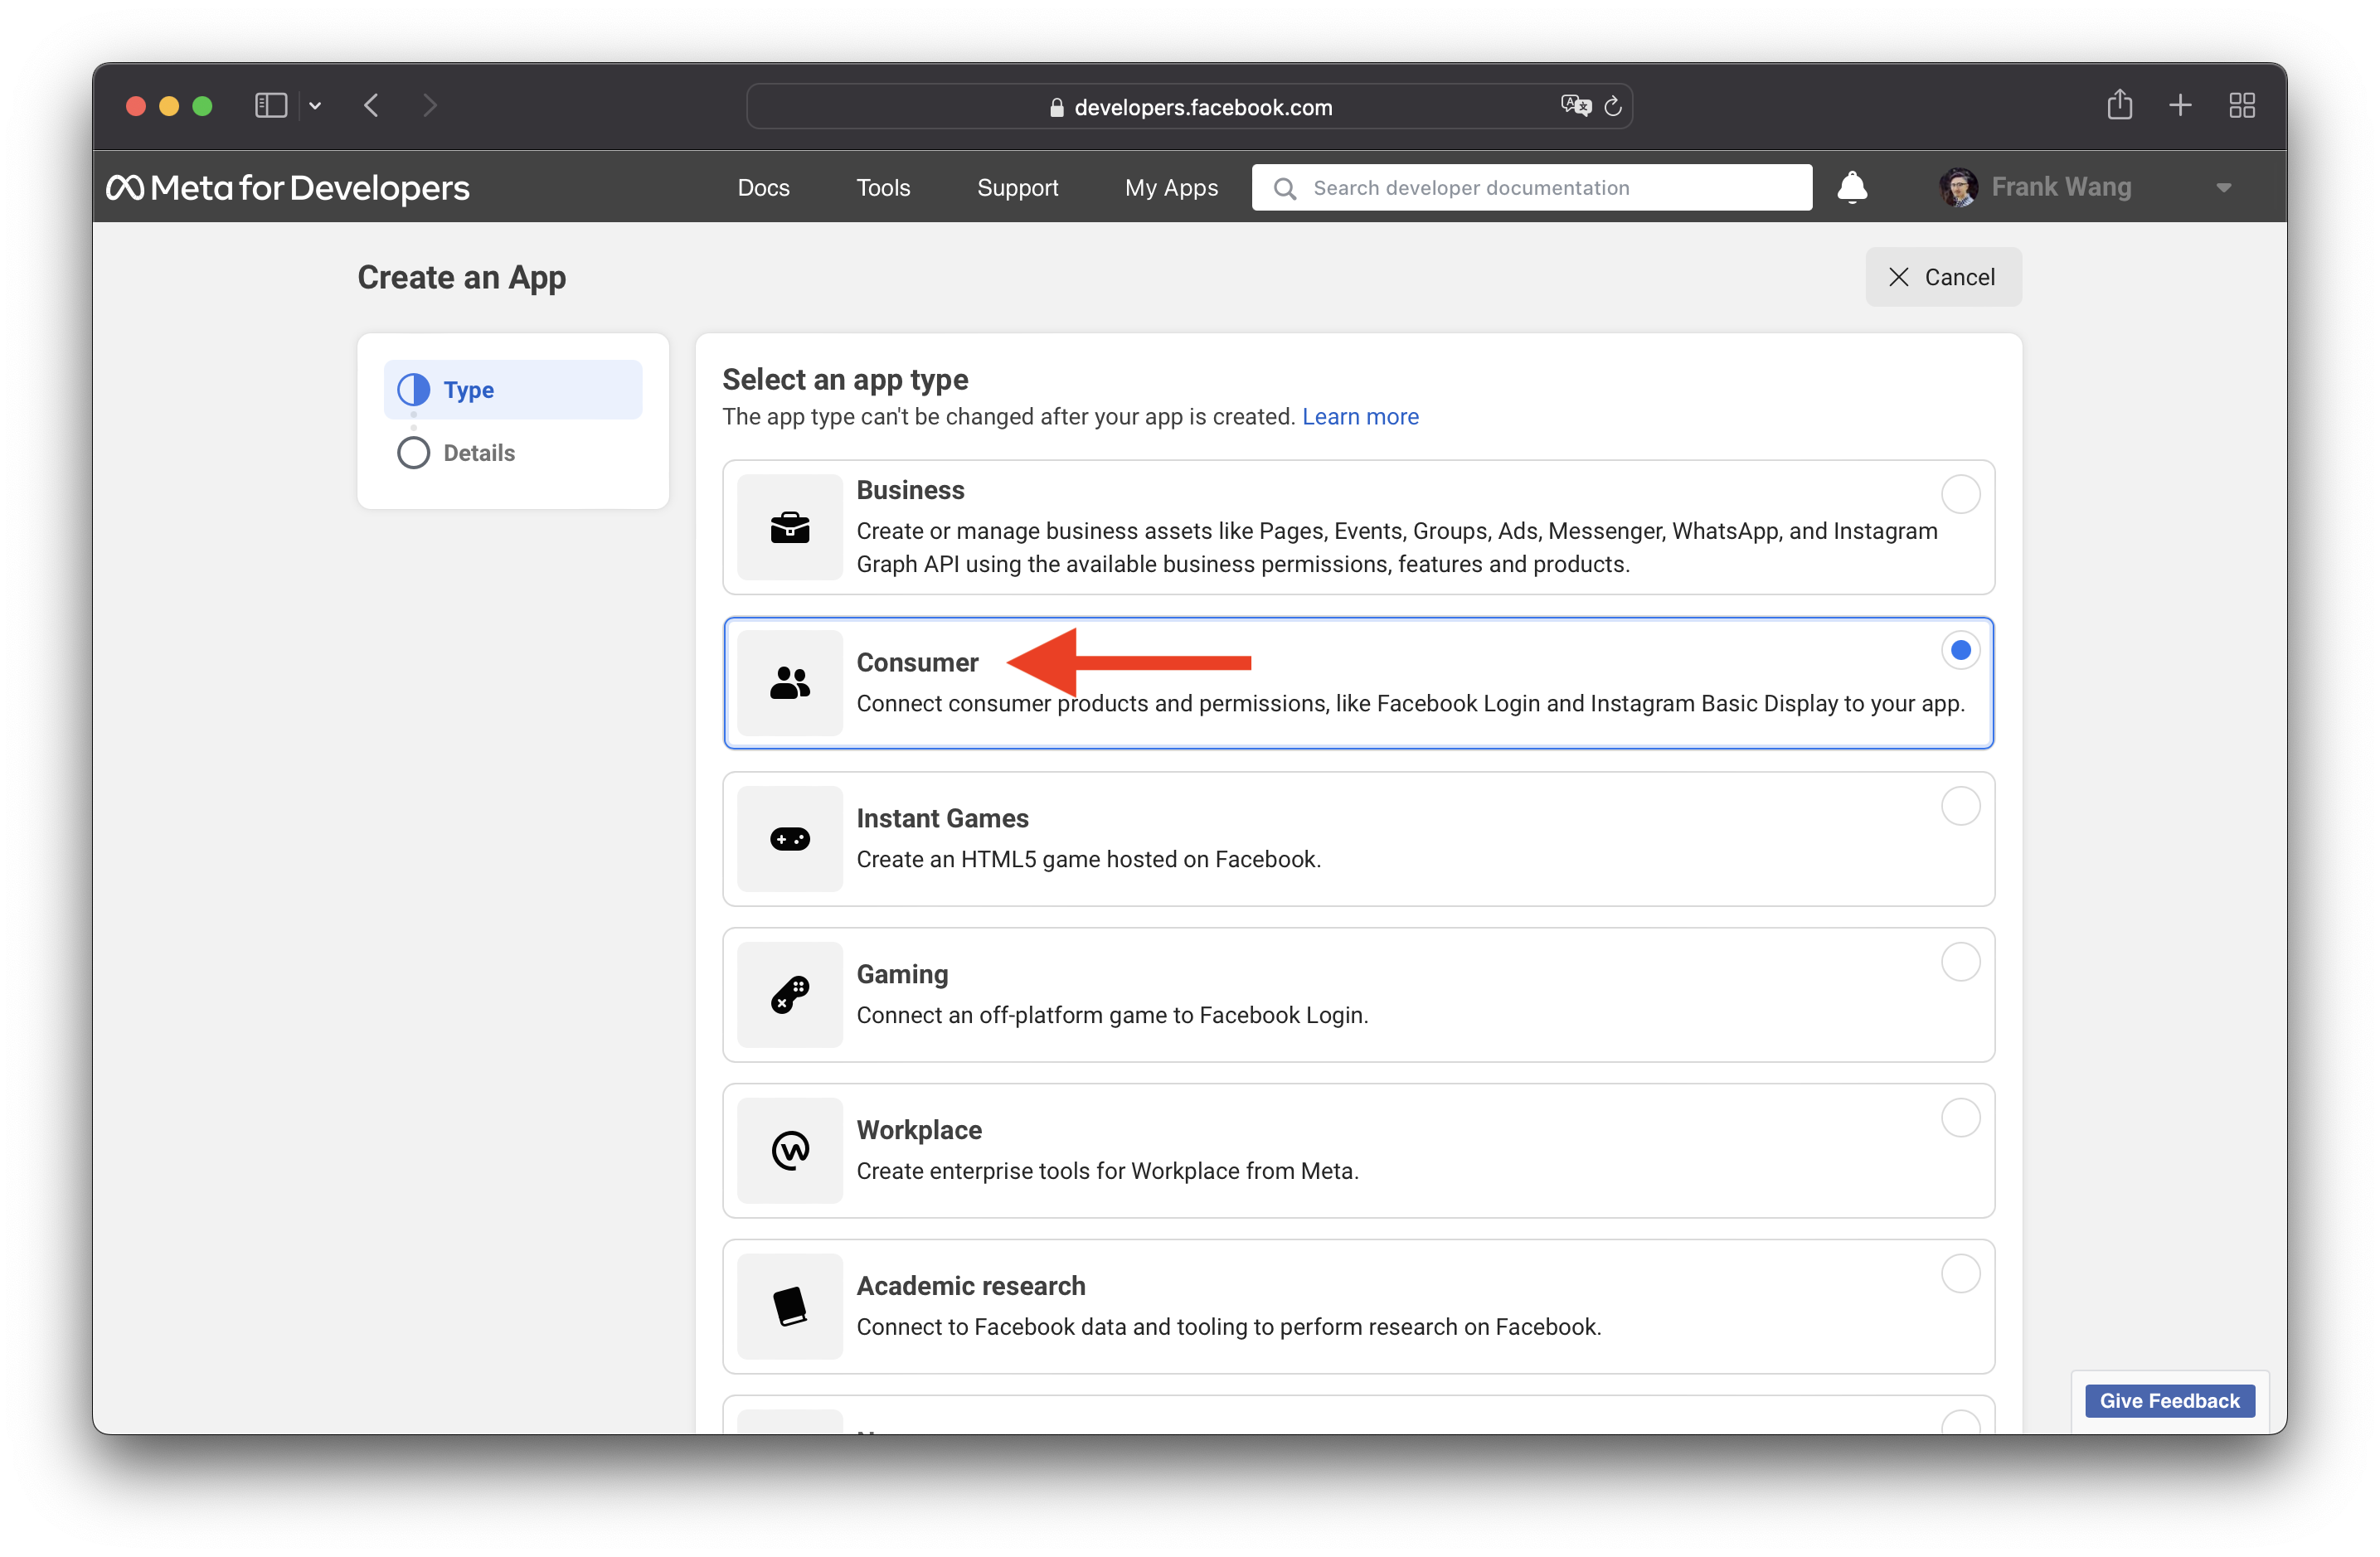 developers.facebook.com
Meta for Developers
Docs
Tools
Support
My Apps
Search developer documentation
Frank Wang
Create an App
Cancel
Type
Details
Select an app type
The app type can't be changed after your app is created. Learn more
Business
Create or manage business assets like Pages, Events, Groups, Ads, Messenger, WhatsApp, and Instagram
Graph API using the available business permissions, features and products.
Consumer
Connect consumer products and permissions, like Facebook Login and Instagram Basic Display to your app.
Instant Games
Create an HTML5 game hosted on Facebook.
Gaming
Connect an off-platform game to Facebook Login.
Workplace
Create enterprise tools for Workplace from Meta.
Academic research
Connect to Facebook data and tooling to perform research on Facebook.
Give Feedback